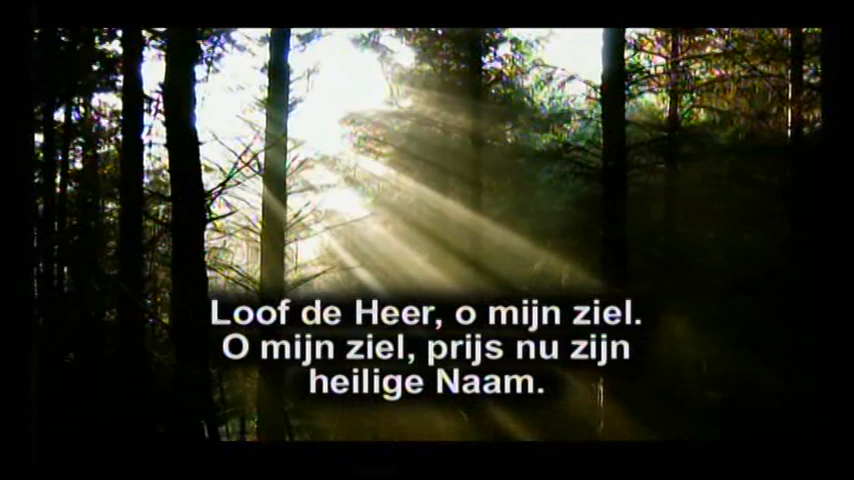 Loof de Heer, o mijn ziel.
O mijn ziel, prijs nu zijn
heilige Naam.